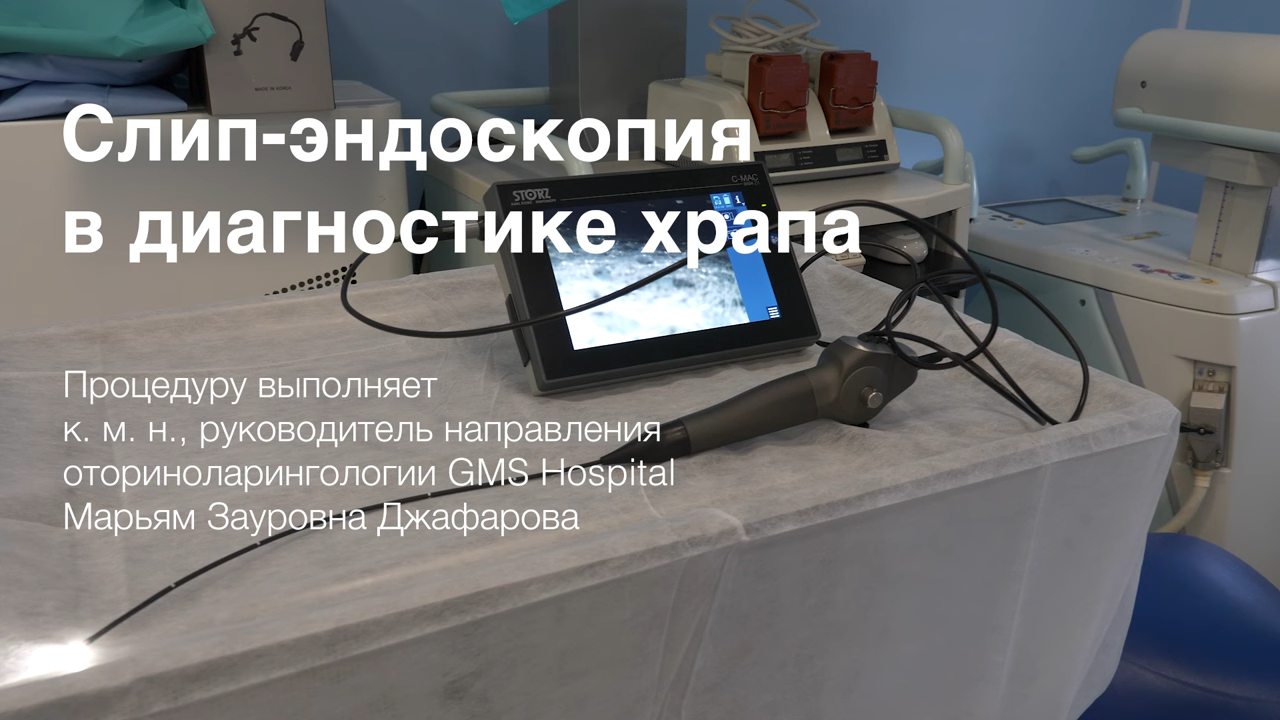 MADE IN KOREA
Слип-эндоскопия
в диагностике храпа
STORZ
C-MAC
Процедуру выполняет
к. м. н., руководитель направления
оториноларингологии GMS Hospital
Марьям Зауровна Джафарова